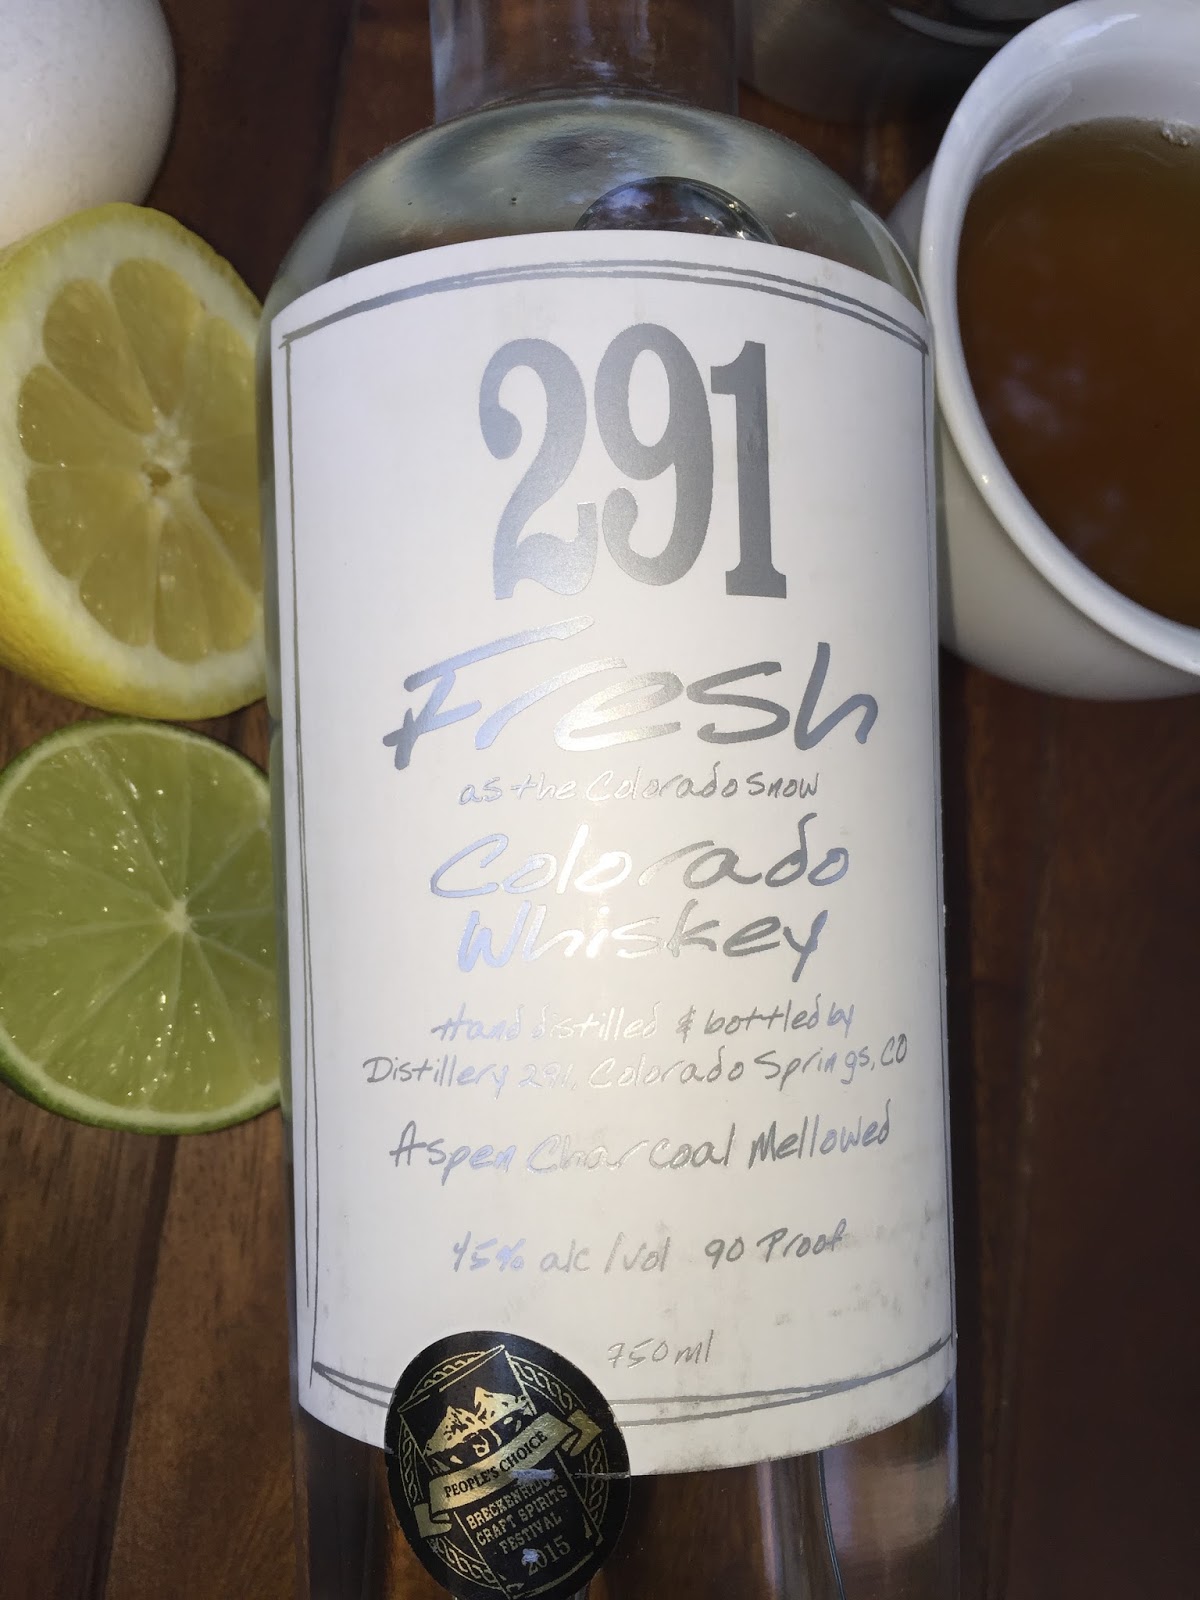 291
Fresh
as the Colorado Snow
Colorado
Whiskey
Hand distilled & bottled by
Distillery 291, Colorado Springs, CO
Aspen Charcoal Mellowed
45% alc/vol 90 Proof
750ml
PEOPLE'S CHOICE
BRECKENRIDGE
CRAFT SPIRITS
FESTIVAL
2015